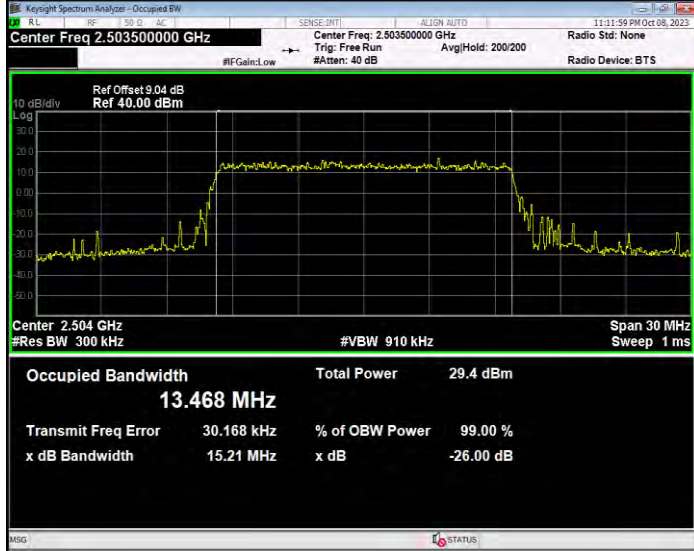 Keysight Spectrum Analyzer - Occupied BW
RL RF 50 Ω AC SENSE:INT ALIGN AUTO 11:11:59 PM Oct 08, 2023
Center Freq 2.503500000 GHz Center Freq: 2.503500000 GHz Radio Std: None
Trig: Free Run Avg|Hold: 200/200
#IFGain:Low #Atten: 40 dB Radio Device: BTS
Ref Offset 9.04 dB
10 dB/div Ref 40.00 dBm
Log
30.0
20.0
10.0
0.00
-10.0
-20.0
-30.0
-40.0
-50.0
Center 2.504 GHz Span 30 MHz
#Res BW 300 kHz #VBW 910 kHz Sweep 1 ms
Occupied Bandwidth Total Power 29.4 dBm
13.468 MHz
Transmit Freq Error 30.168 kHz % of OBW Power 99.00 %
x dB Bandwidth 15.21 MHz x dB -26.00 dB
MSG STATUS